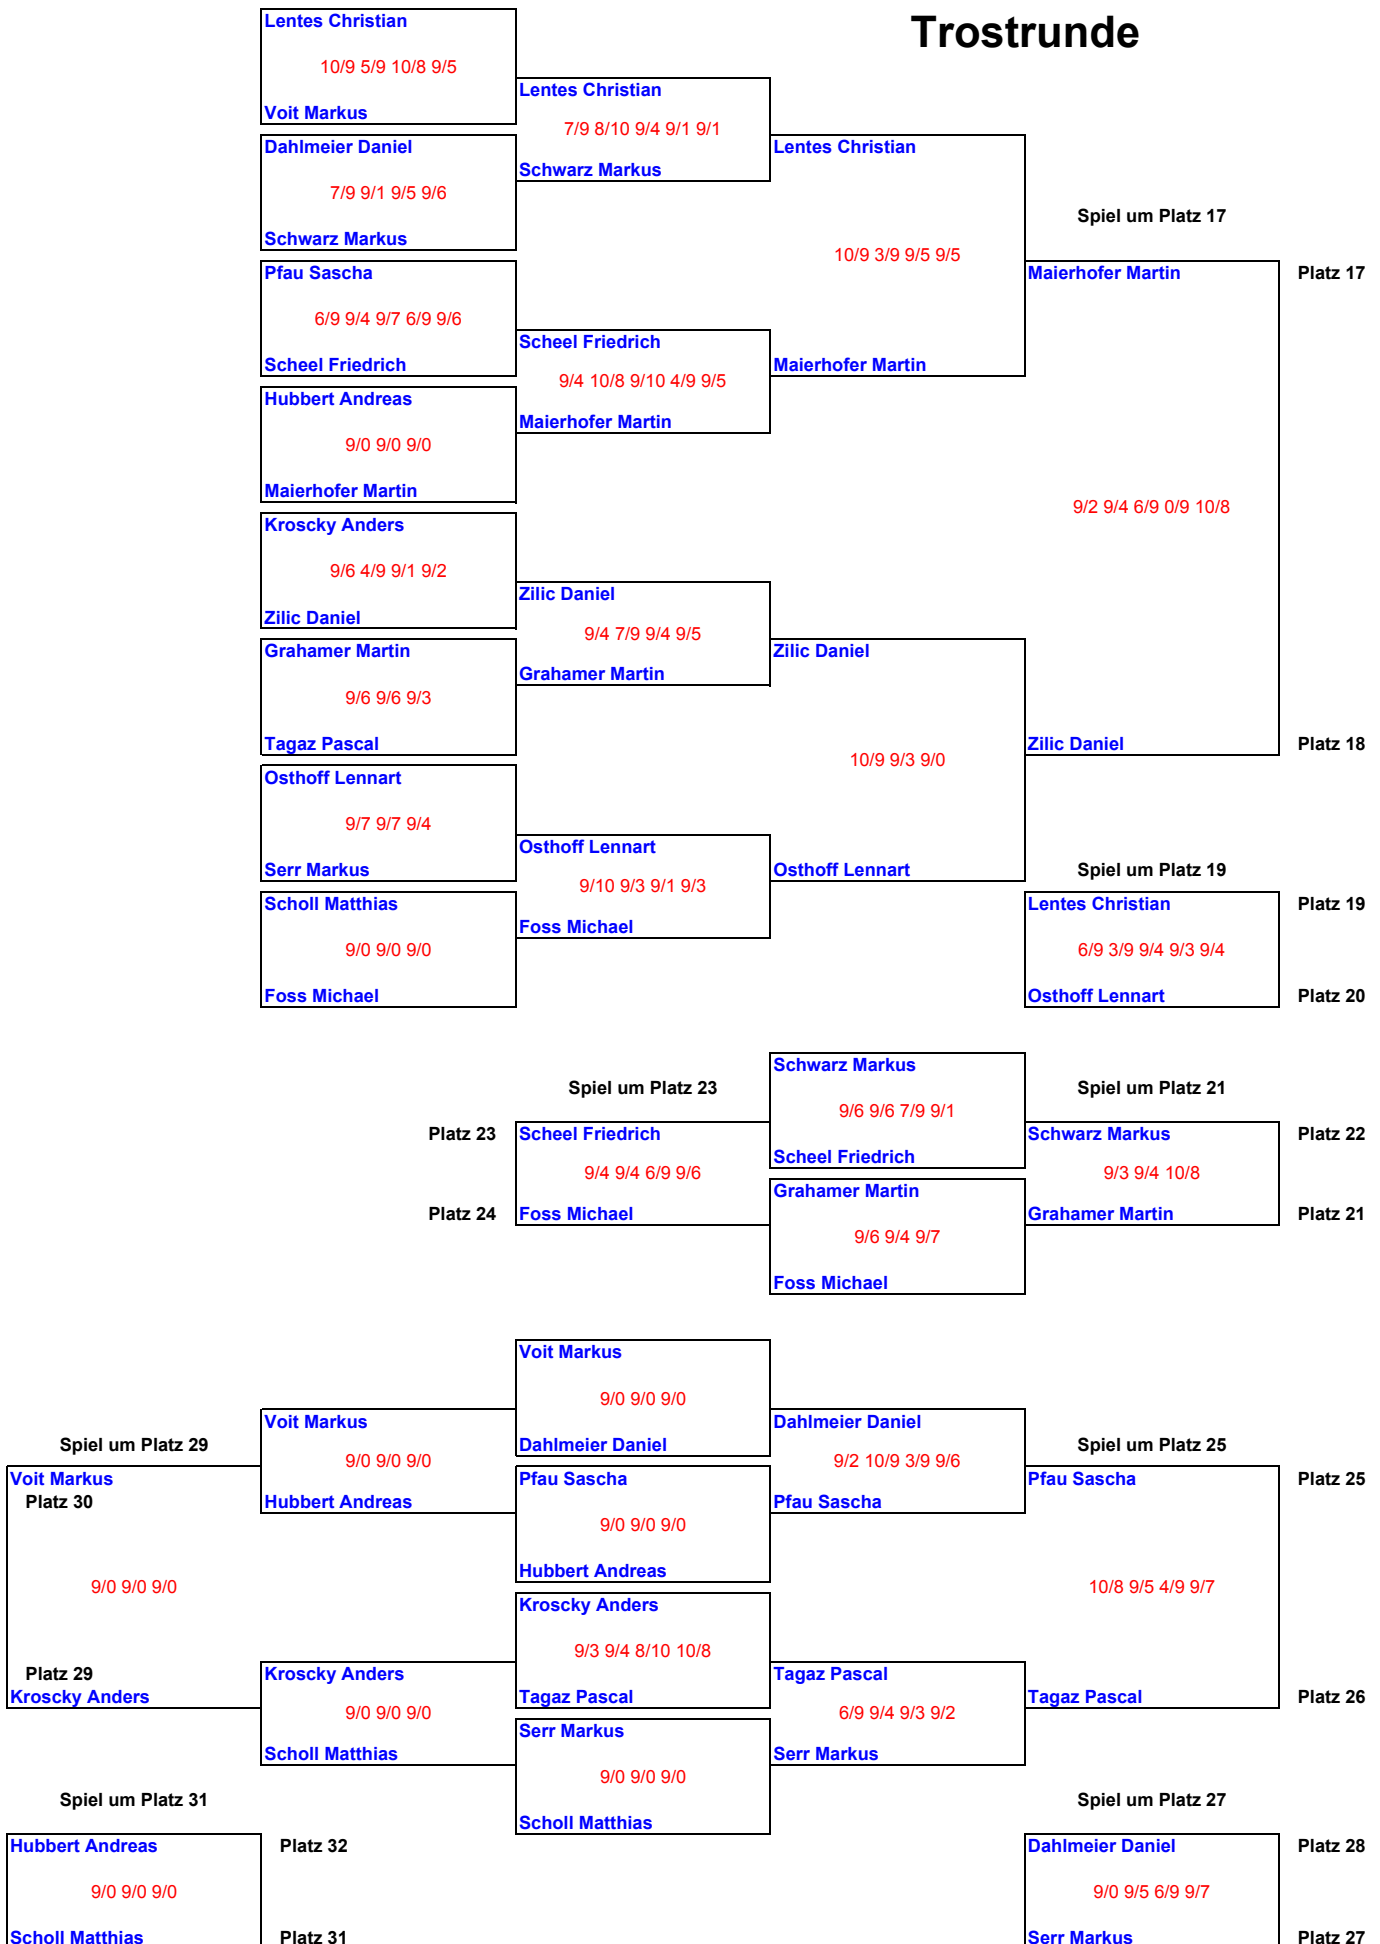 Trostrunde
Lentes Christian
10/9 5/9 10/8 9/5
Lentes Christian
Voit Markus
7/9 8/10 9/4 9/1 9/1
Dahlmeier Daniel
Lentes Christian
Schwarz Markus
7/9 9/1 9/5 9/6
Spiel um Platz 17
Schwarz Markus
10/9 3/9 9/5 9/5
Pfau Sascha
Maierhofer Martin
Platz 17
6/9 9/4 9/7 6/9 9/6
Scheel Friedrich
Scheel Friedrich
Maierhofer Martin
9/4 10/8 9/10 4/9 9/5
Hubbert Andreas
Maierhofer Martin
9/0 9/0 9/0
Maierhofer Martin
9/2 9/4 6/9 0/9 10/8
Kroscky Anders
9/6 4/9 9/1 9/2
Zilic Daniel
Zilic Daniel
9/4 7/9 9/4 9/5
Grahamer Martin
Zilic Daniel
Grahamer Martin
9/6 9/6 9/3
Tagaz Pascal
Zilic Daniel
Platz 18
10/9 9/3 9/0
Osthoff Lennart
9/7 9/7 9/4
Osthoff Lennart
Serr Markus
Osthoff Lennart
Spiel um Platz 19
9/10 9/3 9/1 9/3
Scholl Matthias
Lentes Christian
Platz 19
Foss Michael
9/0 9/0 9/0
6/9 3/9 9/4 9/3 9/4
Foss Michael
Osthoff Lennart
Platz 20
Schwarz Markus
Spiel um Platz 23
Spiel um Platz 21
9/6 9/6 7/9 9/1
Platz 23
Scheel Friedrich
Schwarz Markus
Platz 22
Scheel Friedrich
9/4 9/4 6/9 9/6
9/3 9/4 10/8
Grahamer Martin
Platz 24
Foss Michael
Grahamer Martin
Platz 21
9/6 9/4 9/7
Foss Michael
Voit Markus
9/0 9/0 9/0
Voit Markus
Dahlmeier Daniel
Spiel um Platz 29
Dahlmeier Daniel
Spiel um Platz 25
9/0 9/0 9/0
9/2 10/9 3/9 9/6
Voit Markus
Pfau Sascha
Pfau Sascha
Platz 25
Platz 30
Hubbert Andreas
Pfau Sascha
9/0 9/0 9/0
Hubbert Andreas
9/0 9/0 9/0
10/8 9/5 4/9 9/7
Kroscky Anders
9/3 9/4 8/10 10/8
Platz 29
Kroscky Anders
Tagaz Pascal
Kroscky Anders
Tagaz Pascal
Tagaz Pascal
Platz 26
9/0 9/0 9/0
6/9 9/4 9/3 9/2
Serr Markus
Scholl Matthias
Serr Markus
9/0 9/0 9/0
Spiel um Platz 31
Spiel um Platz 27
Scholl Matthias
Hubbert Andreas
Platz 32
Dahlmeier Daniel
Platz 28
9/0 9/0 9/0
9/0 9/5 6/9 9/7
Scholl Matthias
Platz 31
Serr Markus
Platz 27